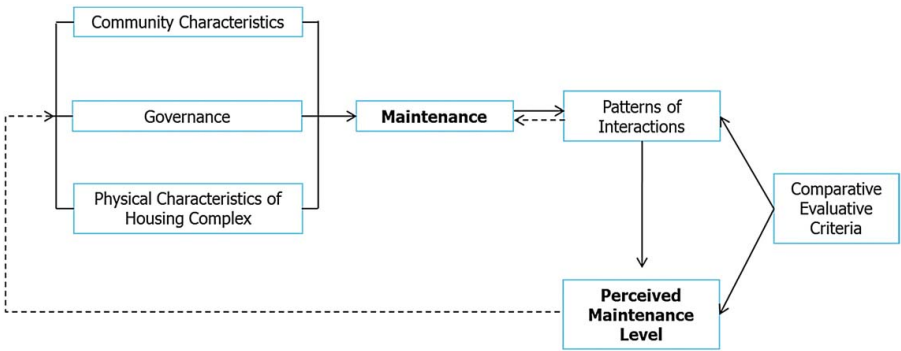 Community Characteristics
Governance
Physical Characteristics of
Housing Complex
Maintenance
Patterns of
Interactions
Comparative
Evaluative
Criteria
Perceived
Maintenance
Level